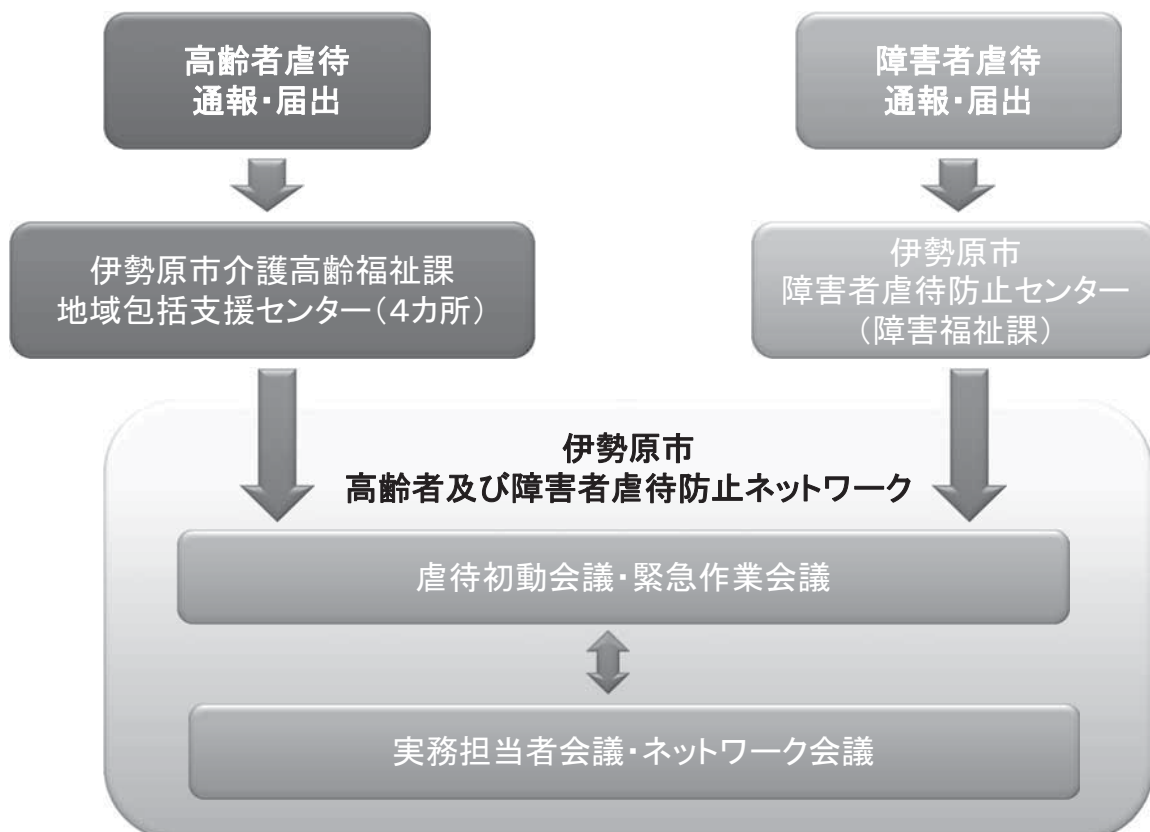 高齢者虐待
通報・届出
障害者虐待
通報・届出
伊勢原市介護高齢福祉課
地域包括支援センター（4カ所）
伊勢原市
障害者虐待防止センター
（障害福祉課）
伊勢原市
高齢者及び障害者虐待防止ネットワーク
虐待初動会議・緊急作業会議
実務担当者会議・ネットワーク会議